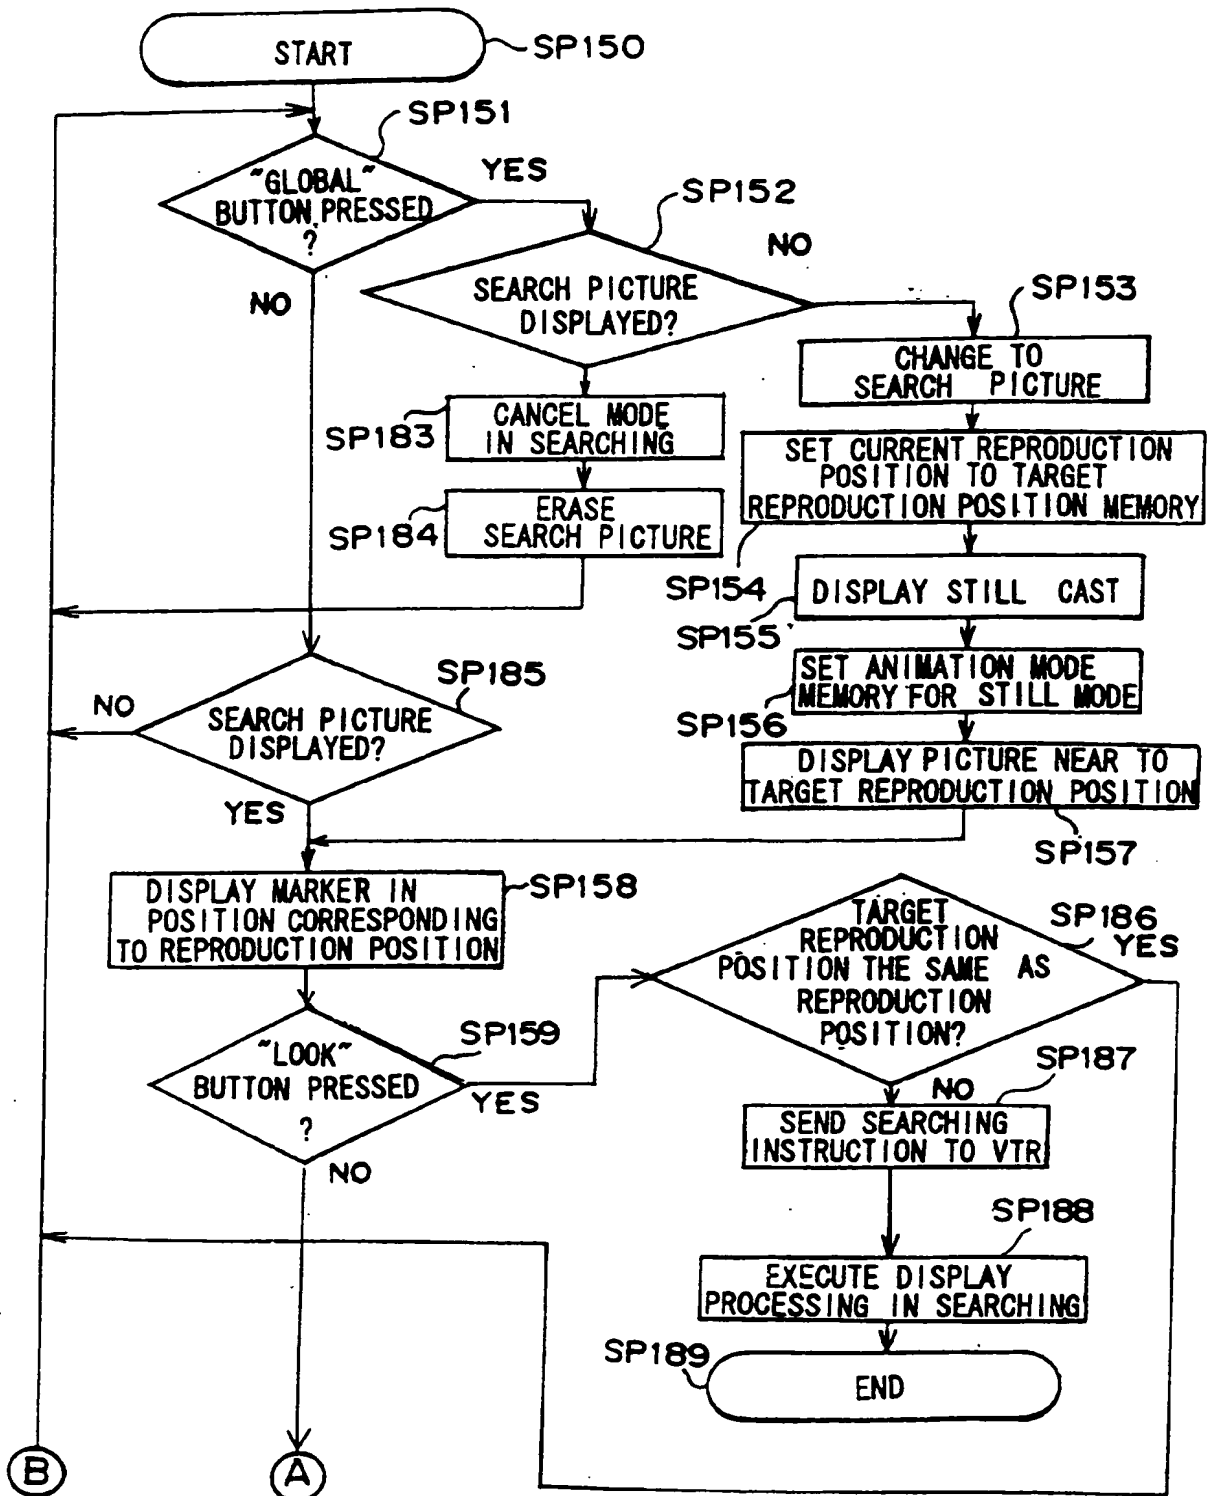 START
SP150
SP151
"GLOBAL"
BUTTON PRESSED
?
YES
NO
SP152
SEARCH PICTURE
DISPLAYED?
NO
SP153
CHANGE TO
SEARCH PICTURE
SP183
CANCEL MODE
IN SEARCHING
SET CURRENT REPRODUCTION
POSITION TO TARGET
REPRODUCTION POSITION MEMORY
SP154
SP184
ERASE
SEARCH PICTURE
DISPLAY STILL CAST
SP155
SET ANIMATION MODE
MEMORY FOR STILL MODE
SP156
SP185
NO
SEARCH PICTURE
DISPLAYED?
YES
DISPLAY PICTURE NEAR TO
TARGET REPRODUCTION POSITION
SP157
DISPLAY MARKER IN
POSITION CORRESPONDING
TO REPRODUCTION POSITION
SP158
TARGET
REPRODUCTION
POSITION THE SAME AS
REPRODUCTION
POSITION?
SP186
YES
NO
SP159
"LOOK"
BUTTON PRESSED
?
YES
NO
SP187
SEND SEARCHING
INSTRUCTION TO VTR
SP188
EXECUTE DISPLAY
PROCESSING IN SEARCHING
SP189
END
B
A